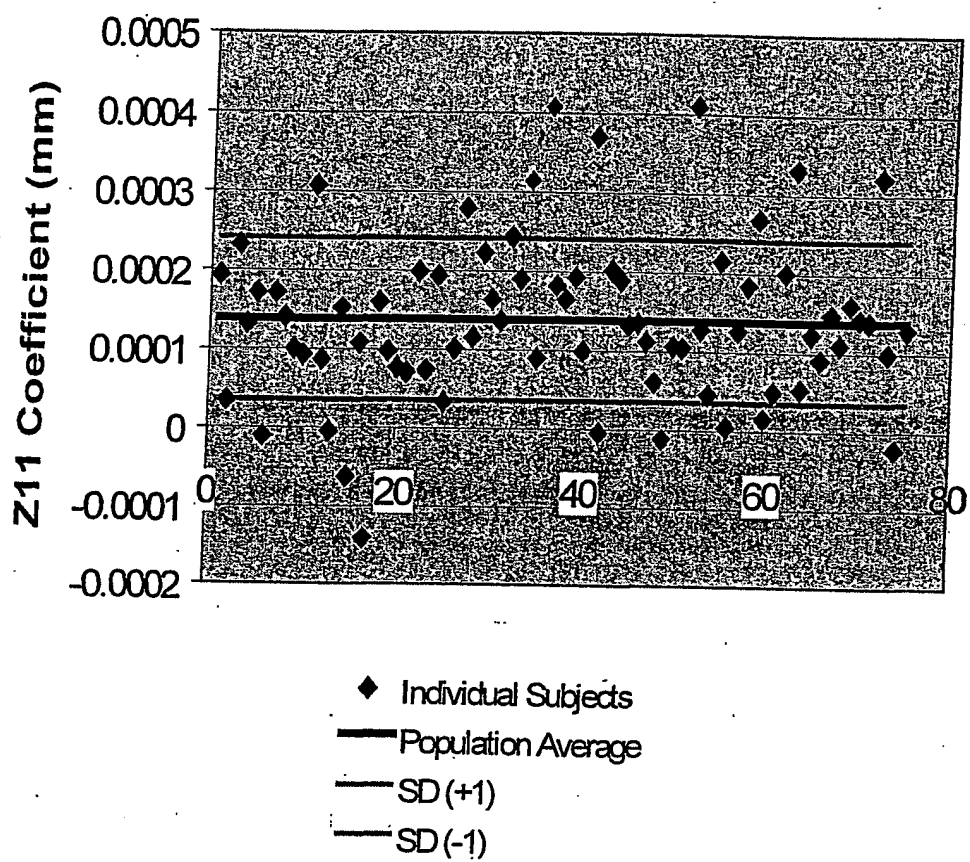 0.0005
0.0004
0.0003
0.0002
0.0001
0
-0.0001
-0.0002
Z11 Coefficient (mm)
0 20 40 60 80
Individual Subjects
Population Average
SD (+1)
SD (-1)